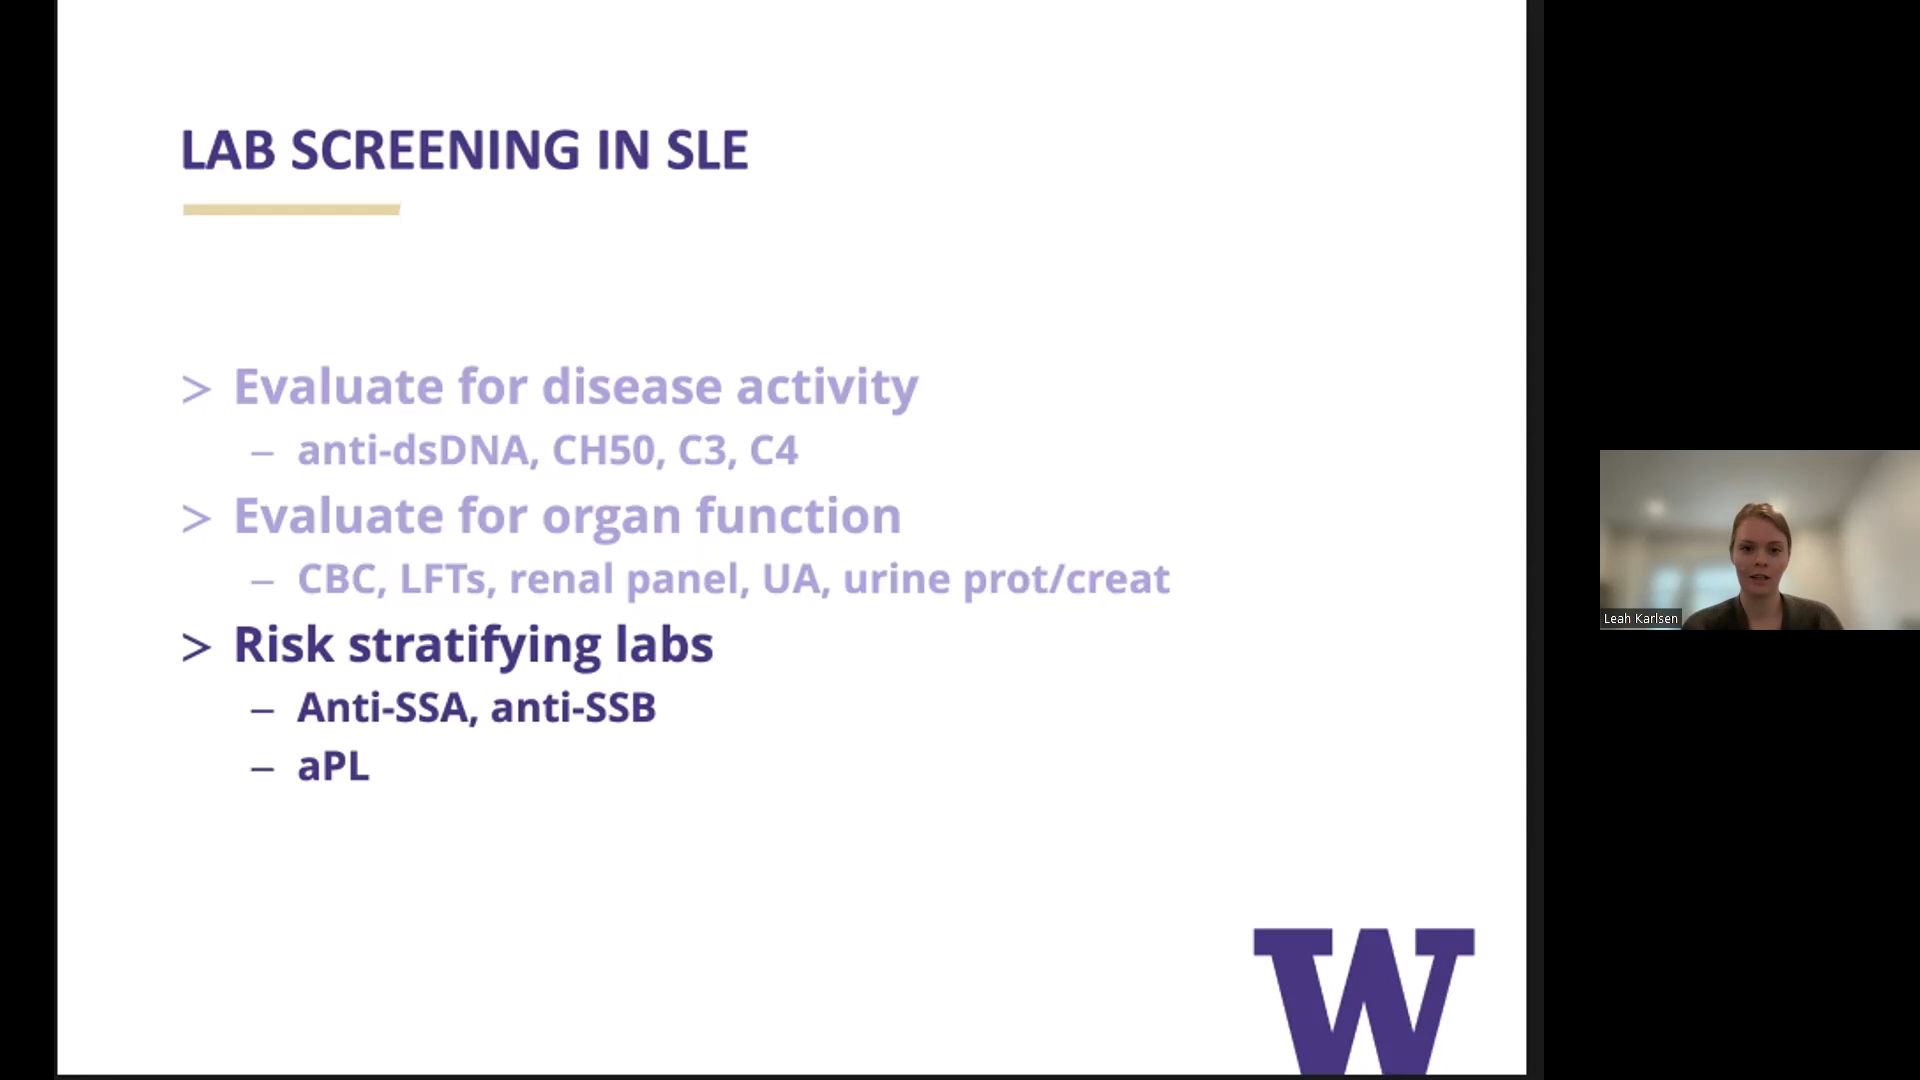 LAB SCREENING IN SLE
> Evaluate for disease activity
– anti-dsDNA, CH50, C3, C4
> Evaluate for organ function
– CBC, LFTs, renal panel, UA, urine prot/creat
> Risk stratifying labs
– Anti-SSA, anti-SSB
– aPL
W
Leah Karlsen